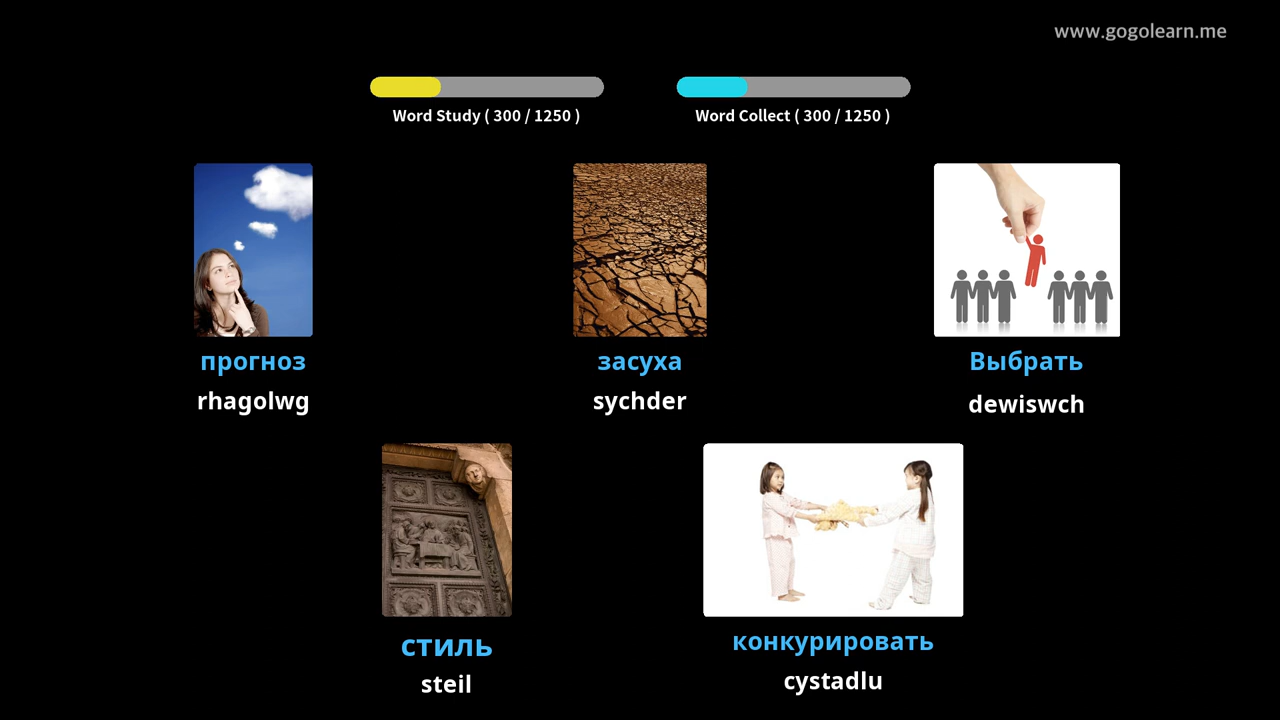 www.gogolearn.me
Word Study ( 300 / 1250 )
Word Collect ( 300 / 1250 )
прогноз
rhagolwg
засуха
sychder
Выбрать
dewiswch
стиль
steil
конкурировать
cystadlu